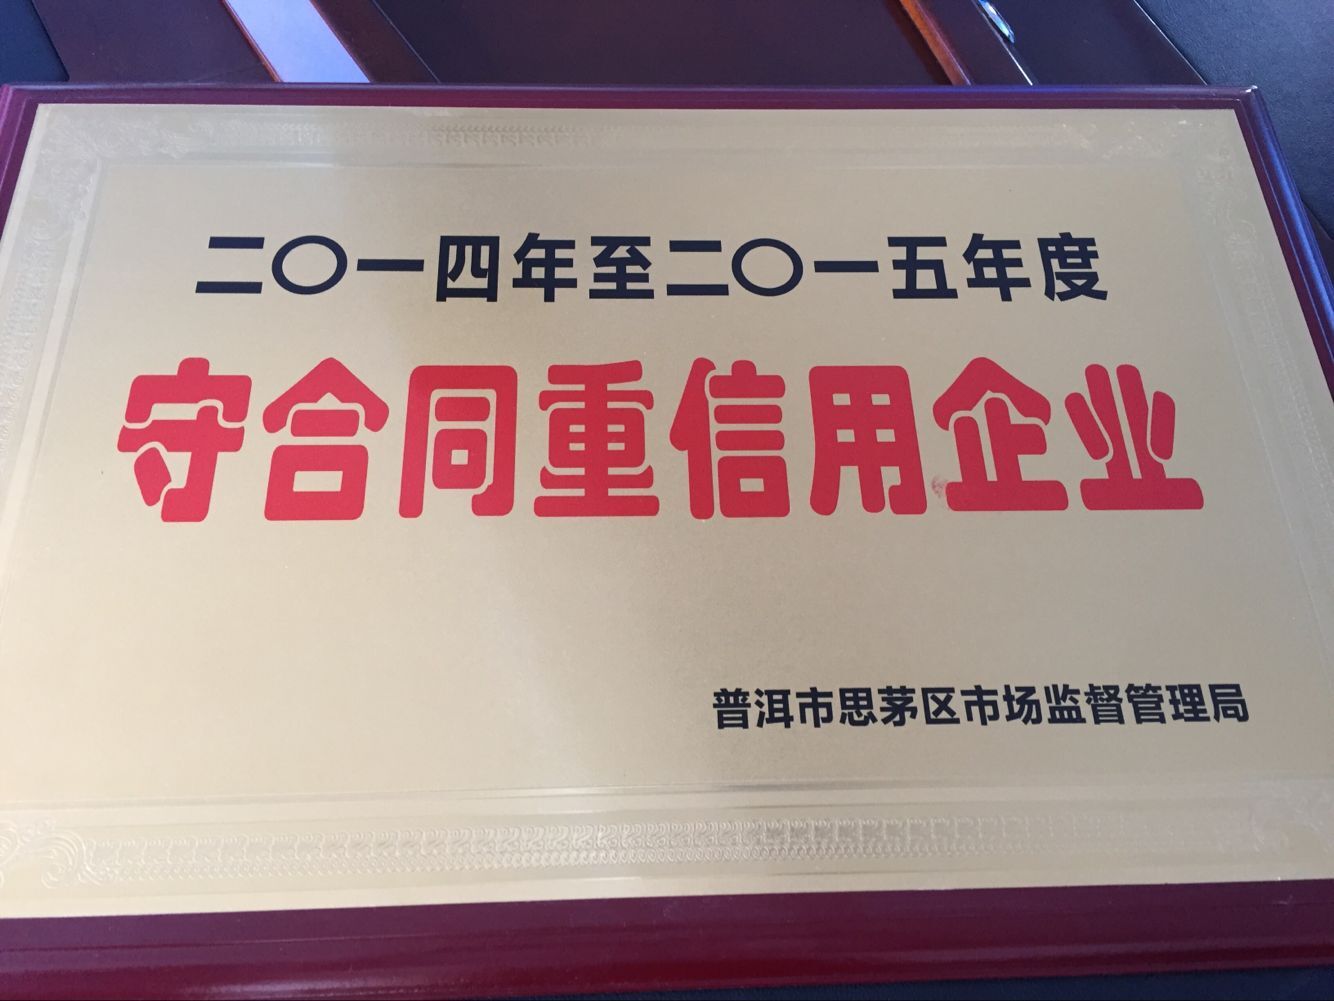 二〇一四年至二〇一五年度
守合同重信用企业
普洱市思茅区市场监督管理局